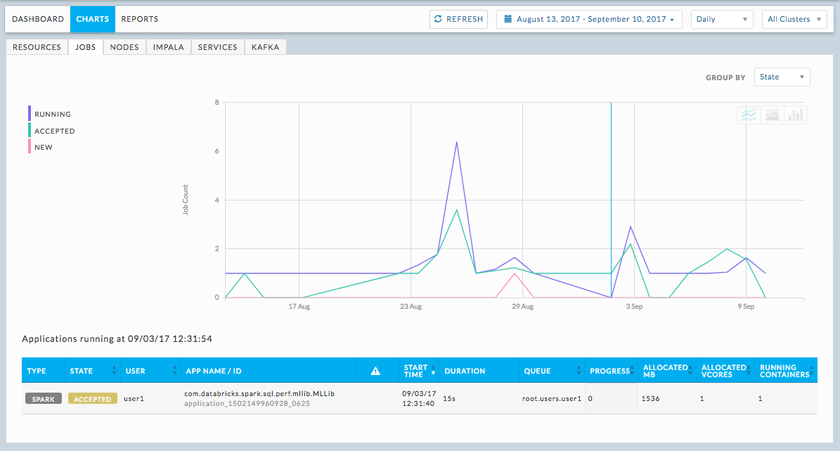 DASHBOARD CHARTS REPORTS REFRESH August 13, 2017 - September 10, 2017 Daily All Clusters
RESOURCES JOBS NODES IMPALA SERVICES KAFKA
GROUP BY State
RUNNING
ACCEPTED
NEW
Job Count
8
6
4
2
0
17 Aug 23 Aug 29 Aug 3 Sep 9 Sep
Applications running at 09/03/17 12:31:54
TYPE STATE USER APP NAME / ID START TIME DURATION QUEUE PROGRESS ALLOCATED MB ALLOCATED VCORES RUNNING CONTAINERS
SPARK ACCEPTED user1 com.databricks.spark.sql.perf.mllib.MLLib 09/03/17 15s root.users.user1 0 1536 1 1
application_1502149960928_0625 12:31:40